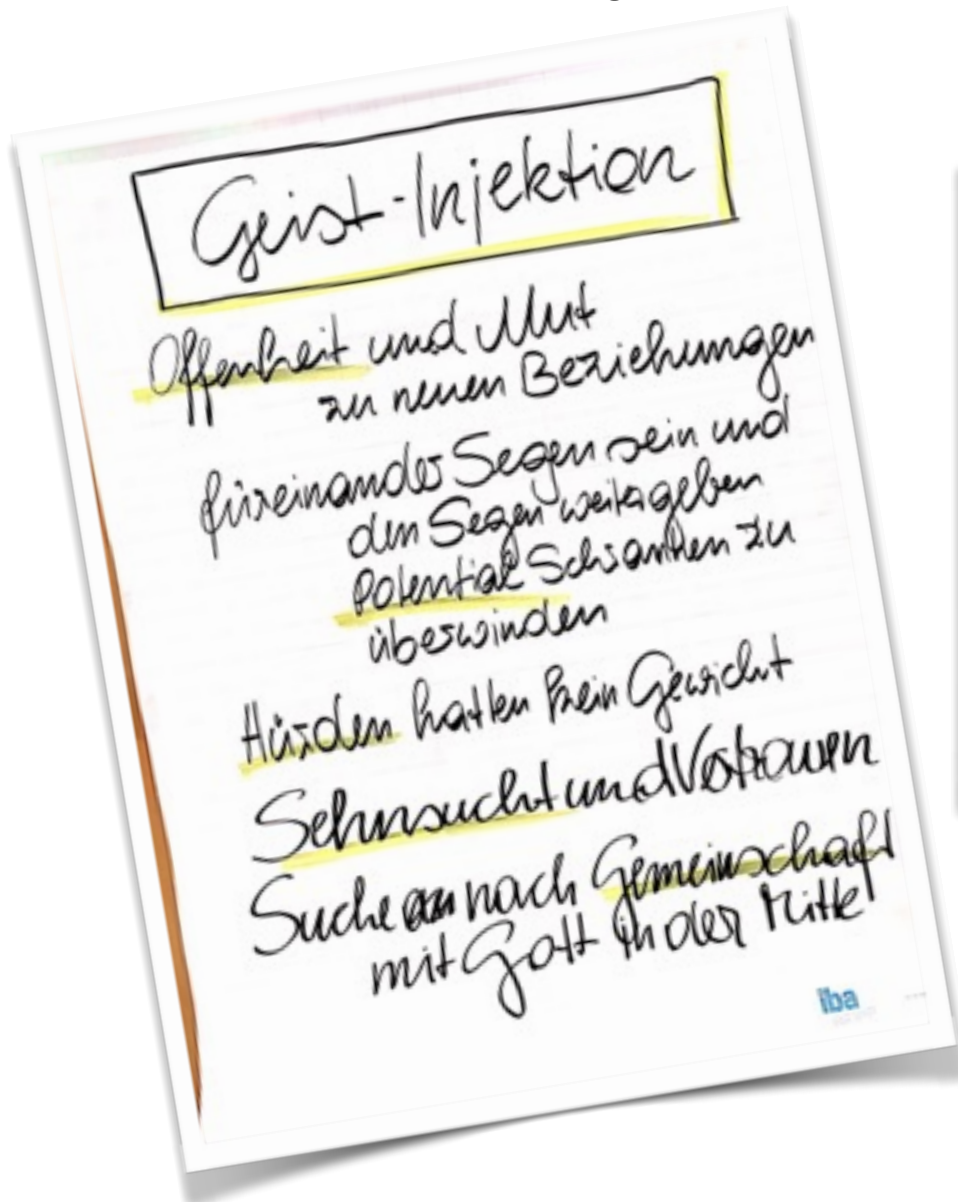 Geist-Injektion
Offenheit und Mut
zu neuen Beziehungen
füreinander Segen sein und
den Segen weitergeben
Potential Schranken zu
überwinden
Hürden hatten kein Gewicht
Sehnsucht und Vertrauen
Suche nach Gemeinschaft
mit Gott in der Mitte
iba